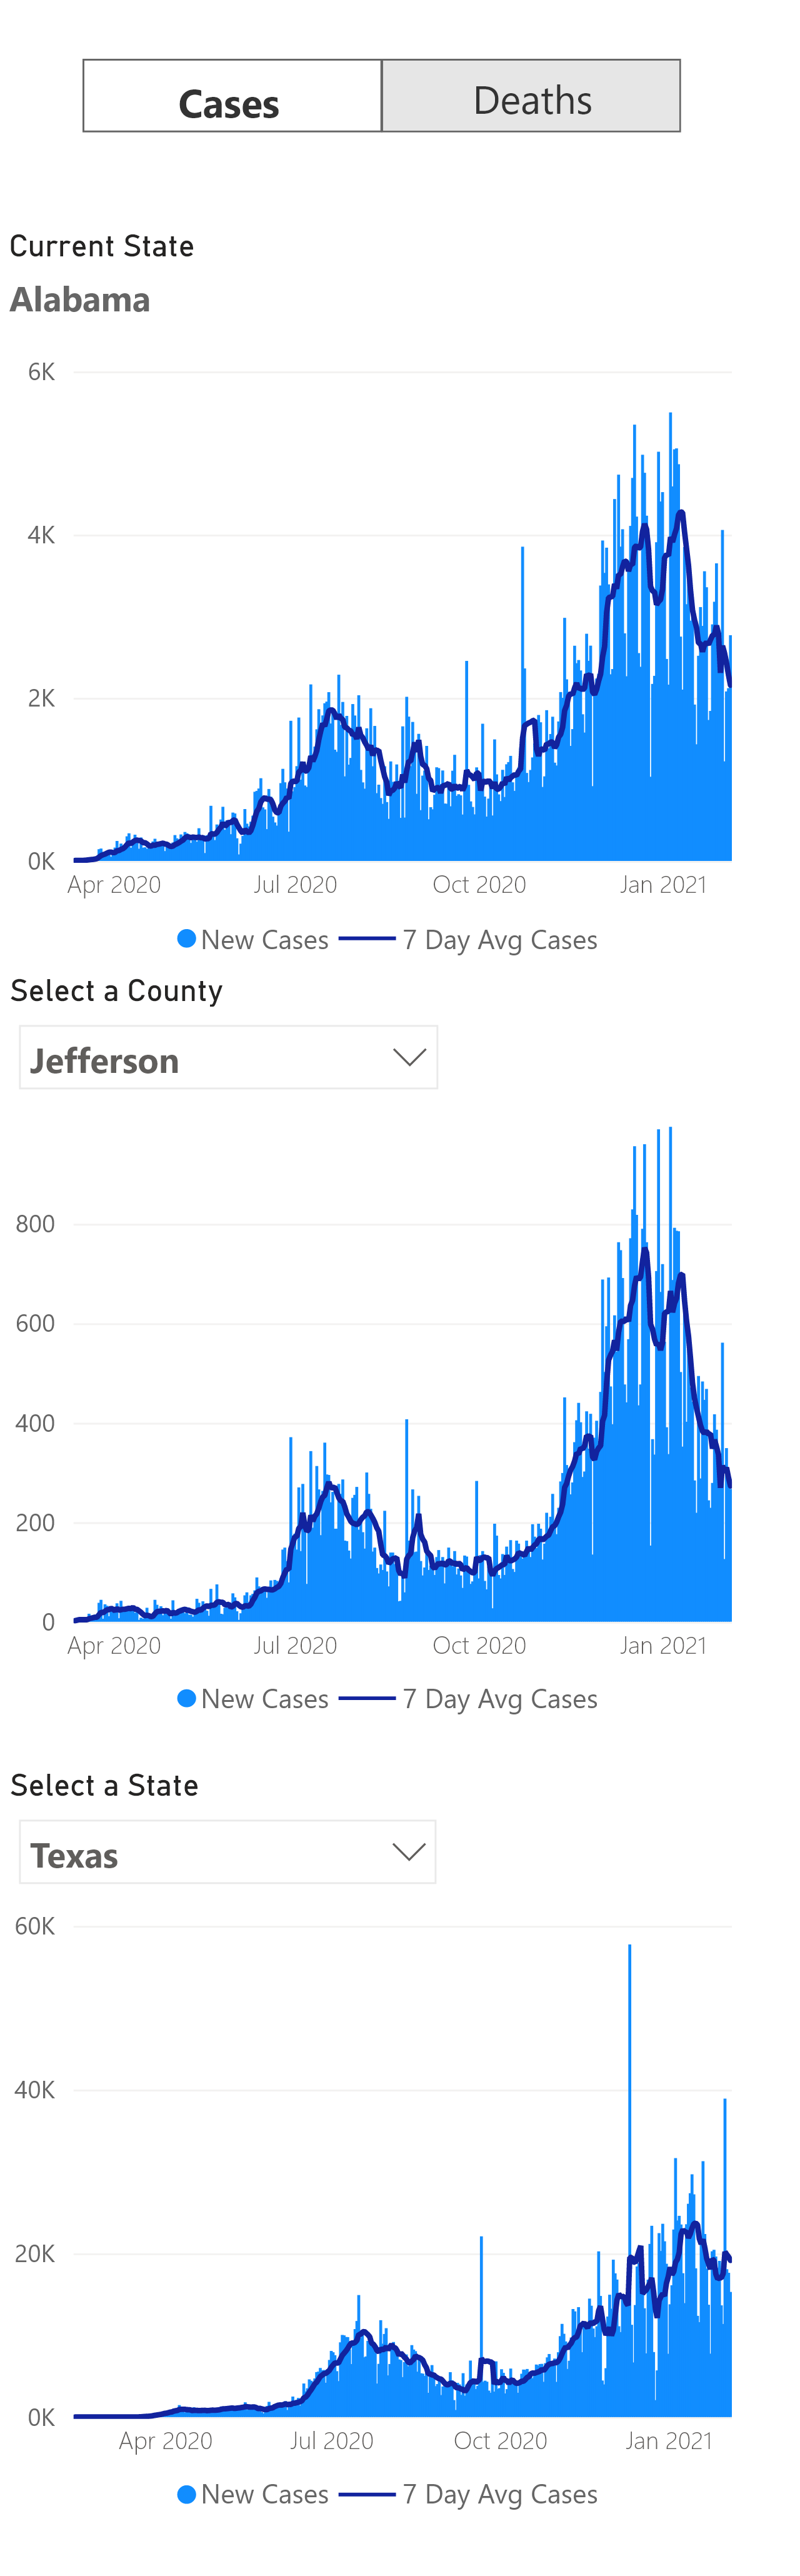 Cases Deaths
Current State
Alabama
6K
4K
2K
0K
Apr 2020 Jul 2020 Oct 2020 Jan 2021
New Cases 7 Day Avg Cases
Select a County
Jefferson
800
600
400
200
0
Apr 2020 Jul 2020 Oct 2020 Jan 2021
New Cases 7 Day Avg Cases
Select a State
Texas
60K
40K
20K
0K
Apr 2020 Jul 2020 Oct 2020 Jan 2021
New Cases 7 Day Avg Cases